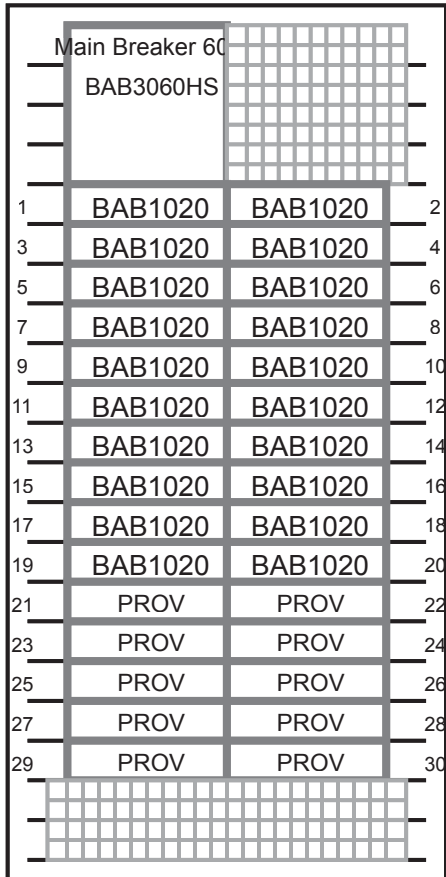 Main Breaker 60
BAB3060HS
1 BAB1020 BAB1020 2
3 BAB1020 BAB1020 4
5 BAB1020 BAB1020 6
7 BAB1020 BAB1020 8
9 BAB1020 BAB1020 10
11 BAB1020 BAB1020 12
13 BAB1020 BAB1020 14
15 BAB1020 BAB1020 16
17 BAB1020 BAB1020 18
19 BAB1020 BAB1020 20
21 PROV PROV 22
23 PROV PROV 24
25 PROV PROV 26
27 PROV PROV 28
29 PROV PROV 30